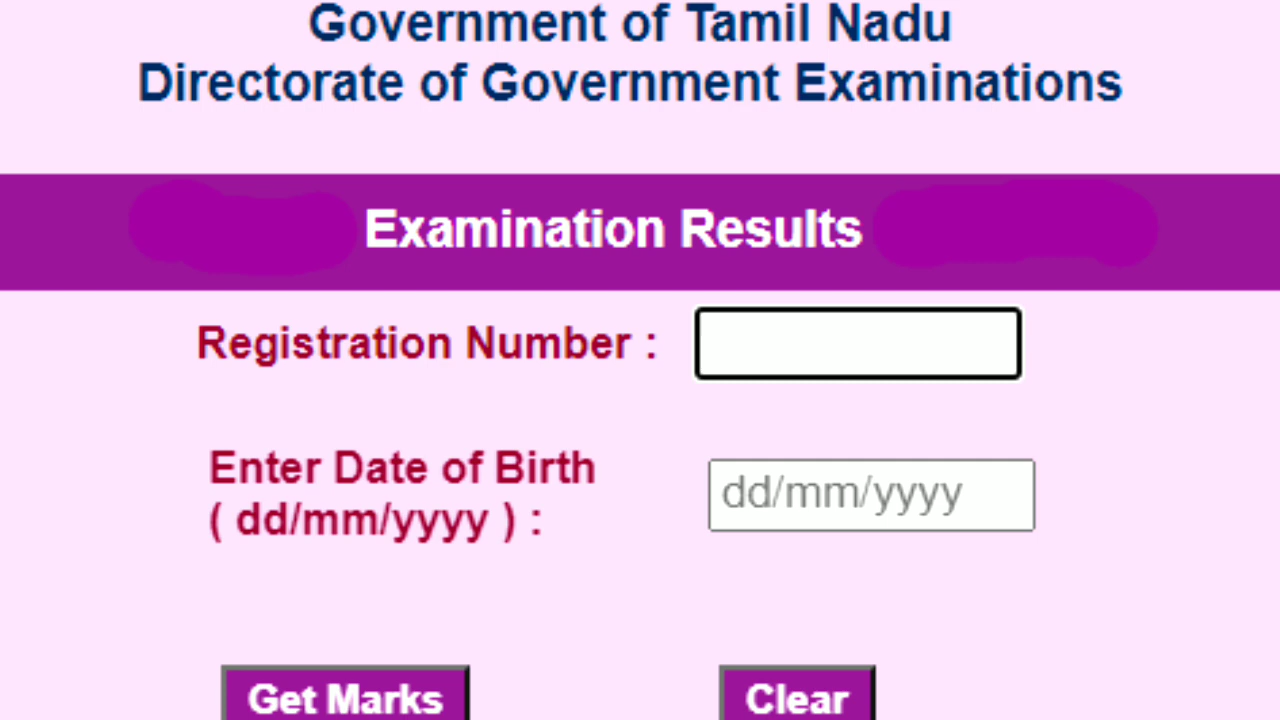 Government of Tamil Nadu
Directorate of Government Examinations
Examination Results
Registration Number :
Enter Date of Birth
( dd/mm/yyyy ) :
dd/mm/yyyy
Get Marks
Clear